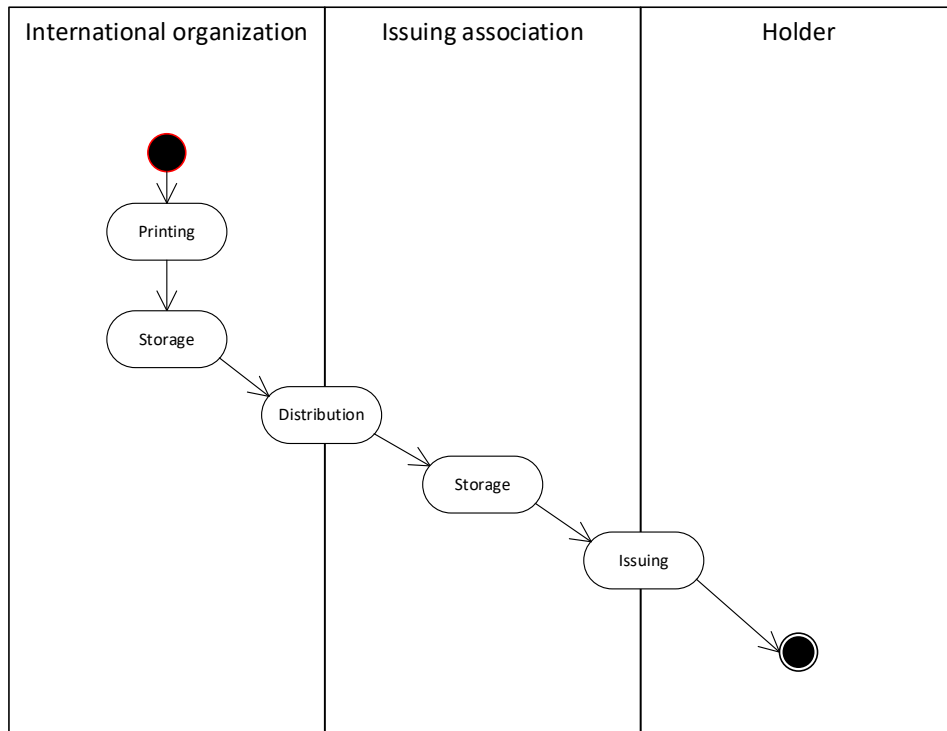 International organization
Issuing association
Holder
Printing
Storage
Distribution
Storage
Issuing